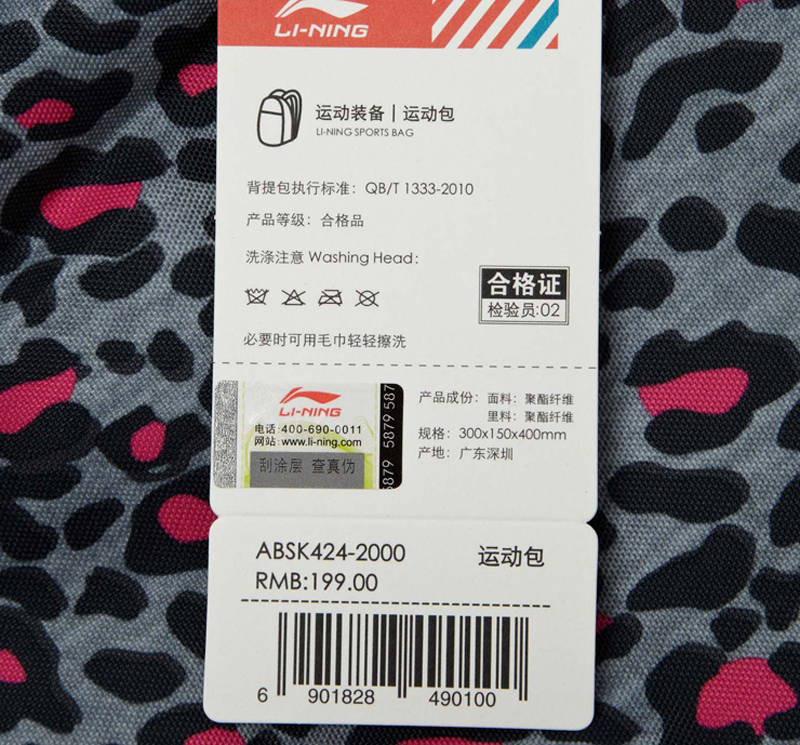 LI-NING
运动装备 | 运动包
LI-NING SPORTS BAG
背提包执行标准: QB/T 1333-2010
产品等级: 合格品
洗涤注意 Washing Head:
合格证
检验员:02
必要时可用毛巾轻轻擦洗
LI-NING
电话:400-690-0011
网站:www.li-ning.com
刮涂层 查真伪
5879 5879 587
产品成份: 面料: 聚酯纤维
里料: 聚酯纤维
规格: 300x150x400mm
产地: 广东深圳
ABSK424-2000 运动包
RMB:199.00
6 901828 490100